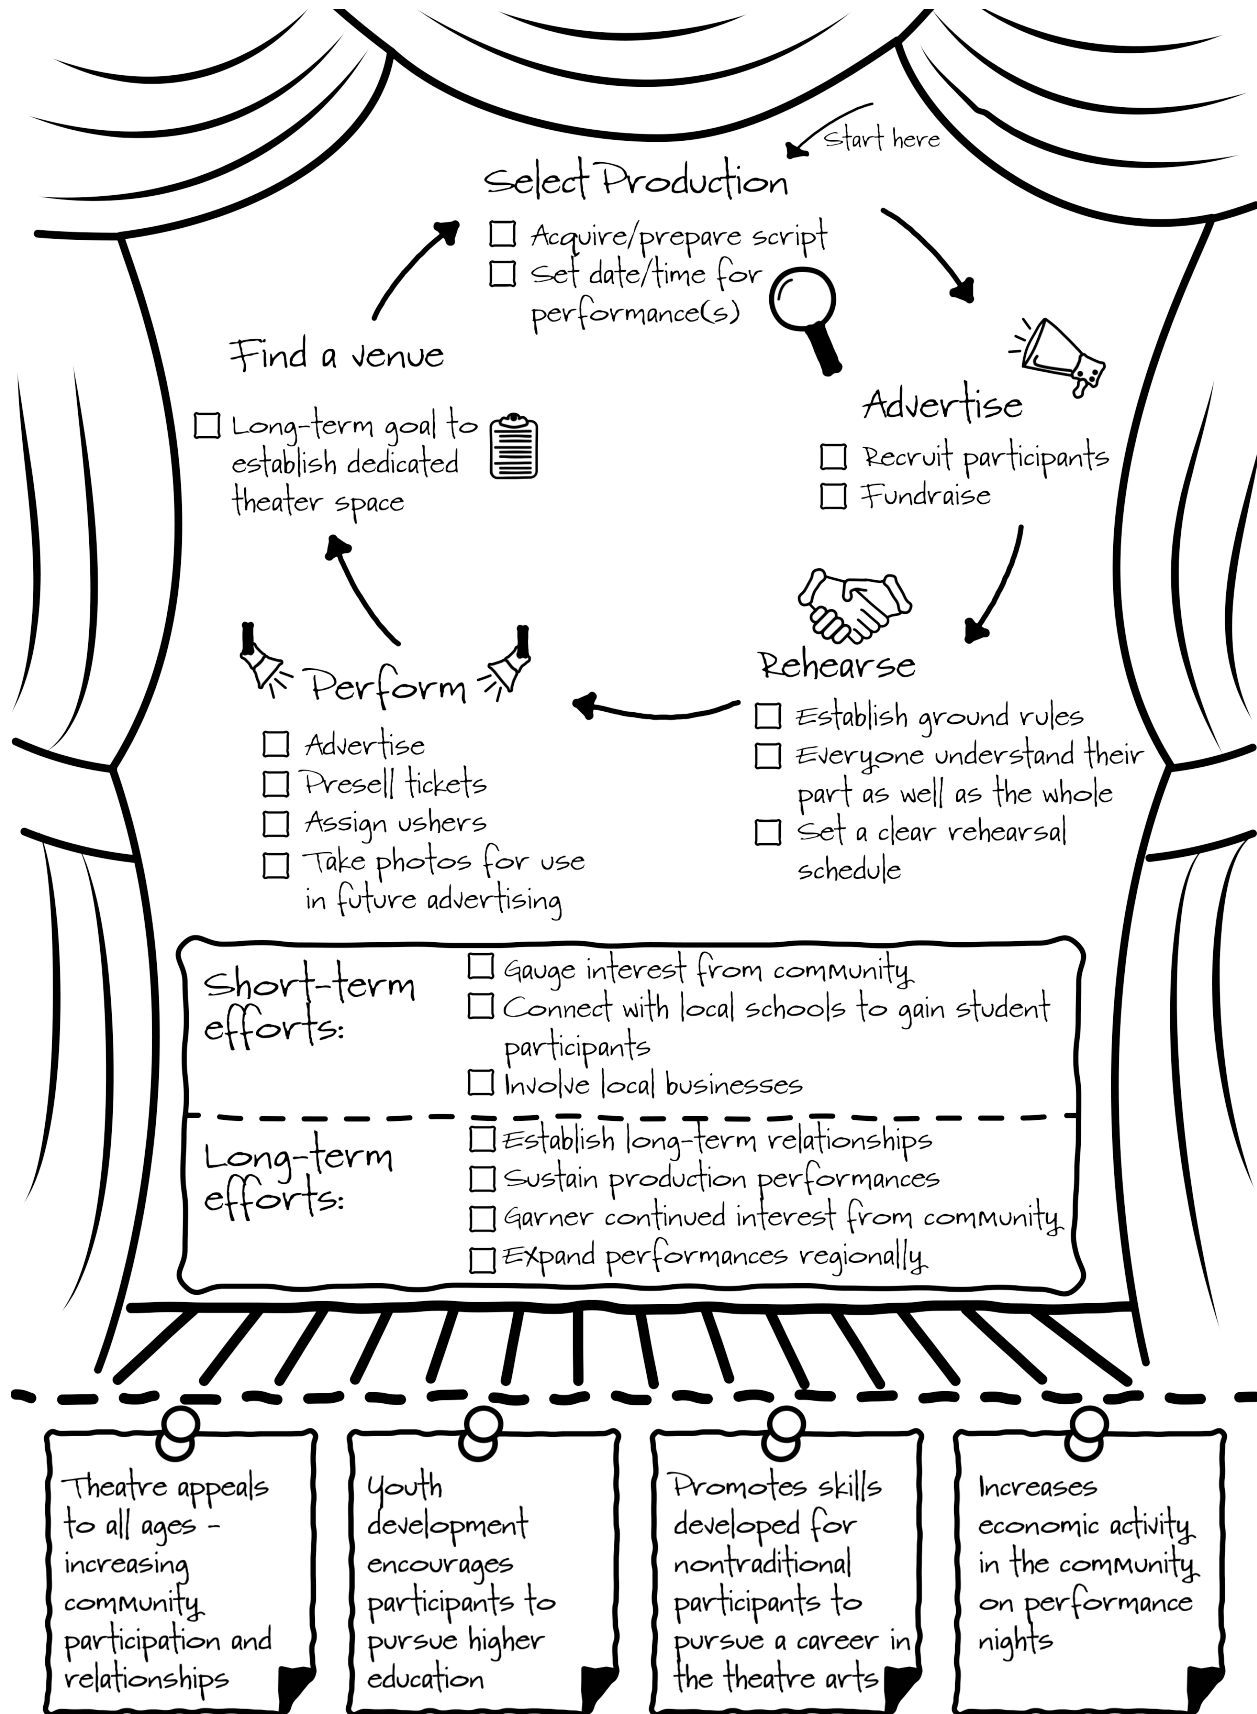 Start here
Select Production
Acquire/prepare script
Set date/time for
performance(s)
Advertise
Recruit participants
Fundraise
Rehearse
Establish ground rules
Everyone understand their
part as well as the whole
Set a clear rehearsal
schedule
Perform
Advertise
Presell tickets
Assign ushers
Take photos for use
in future advertising
Find a venue
Long-term goal to
establish dedicated
theater space
Short-term
efforts:
Gauge interest from community
Connect with local schools to gain student
participants
Involve local businesses
Long-term
efforts:
Establish long-term relationships
Sustain production performances
Garner continued interest from community
Expand performances regionally
Theatre appeals
to all ages -
increasing
community
participation and
relationships
Youth
development
encourages
participants to
pursue higher
education
Promotes skills
developed for
nontraditional
participants to
pursue a career in
the theatre arts
Increases
economic activity
in the community
on performance
nights